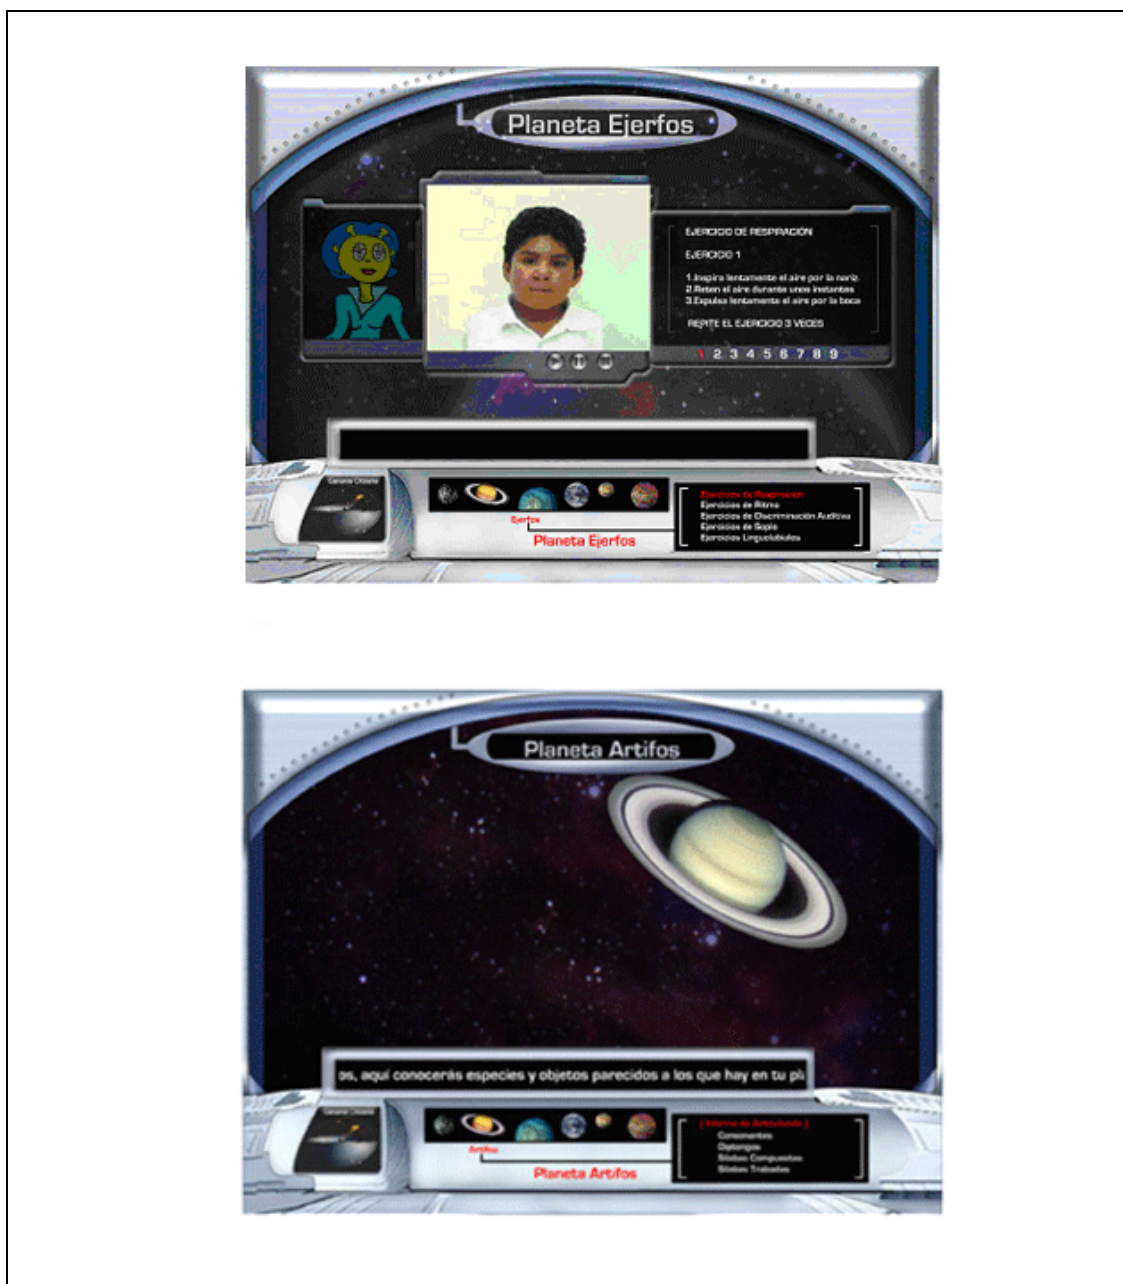 Planeta Ejerfos
EJERCICIO DE RESPIRACIÓN
EJERCICIO 1
1.Inspira lentamente el aire por la nariz.
2.Reten el aire durante unos instantes
3.Expulsa lentamente el aire por la boca
REPITE EL EJERCICIO 3 VECES
1 2 3 4 5 6 7 8 9
Ejerfos
Planeta Ejerfos
Ejercicios de Respiración
Ejercicios de Ritmo
Ejercicios de Discriminación Auditiva
Ejercicios de Soplo
Ejercicios Linguolabiales
Planeta Artifos
os, aquí conocerás especies y objetos parecidos a los que hay en tu pla
Artifos
Planeta Artifos
Consonantes
Diptongos
Sílabas Compuestas
Sílabas Trabadas